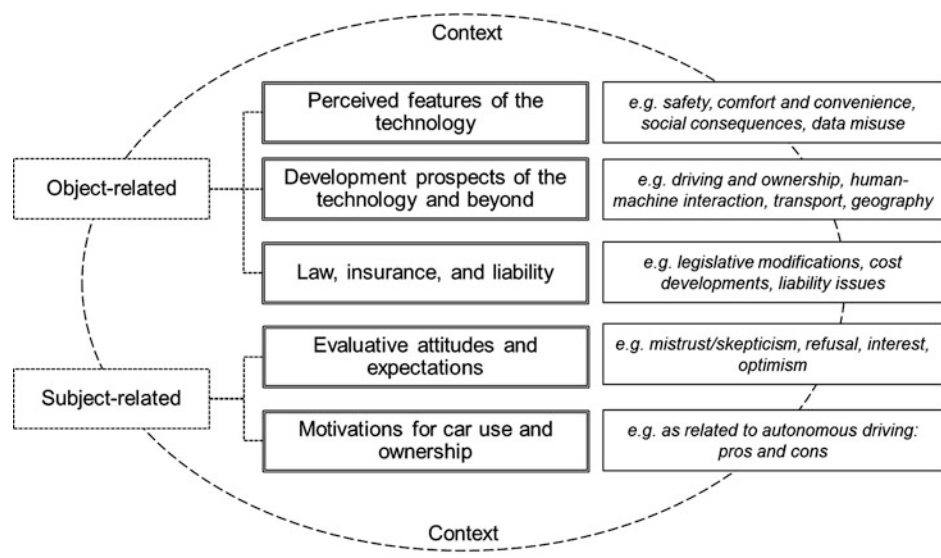 Context
Object-related
Perceived features of the
technology
e.g. safety, comfort and convenience,
social consequences, data misuse
Development prospects of the
technology and beyond
e.g. driving and ownership, human-
machine interaction, transport, geography
Law, insurance, and liability
e.g. legislative modifications, cost
developments, liability issues
Subject-related
Evaluative attitudes and
expectations
e.g. mistrust/skepticism, refusal, interest,
optimism
Motivations for car use and
ownership
e.g. as related to autonomous driving:
pros and cons
Context